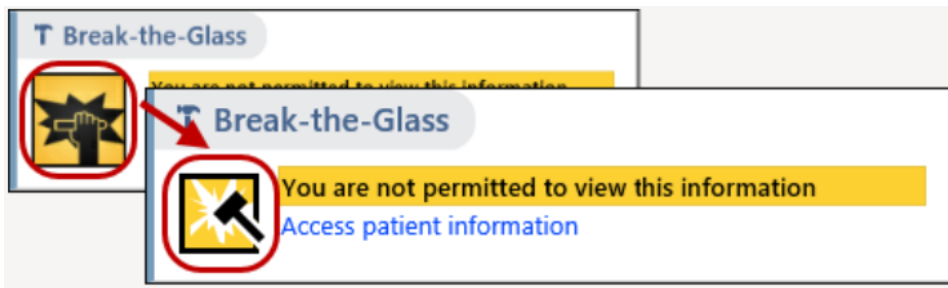 Break-the-Glass
You are not permitted to view this information
Break-the-Glass
You are not permitted to view this information
Access patient information